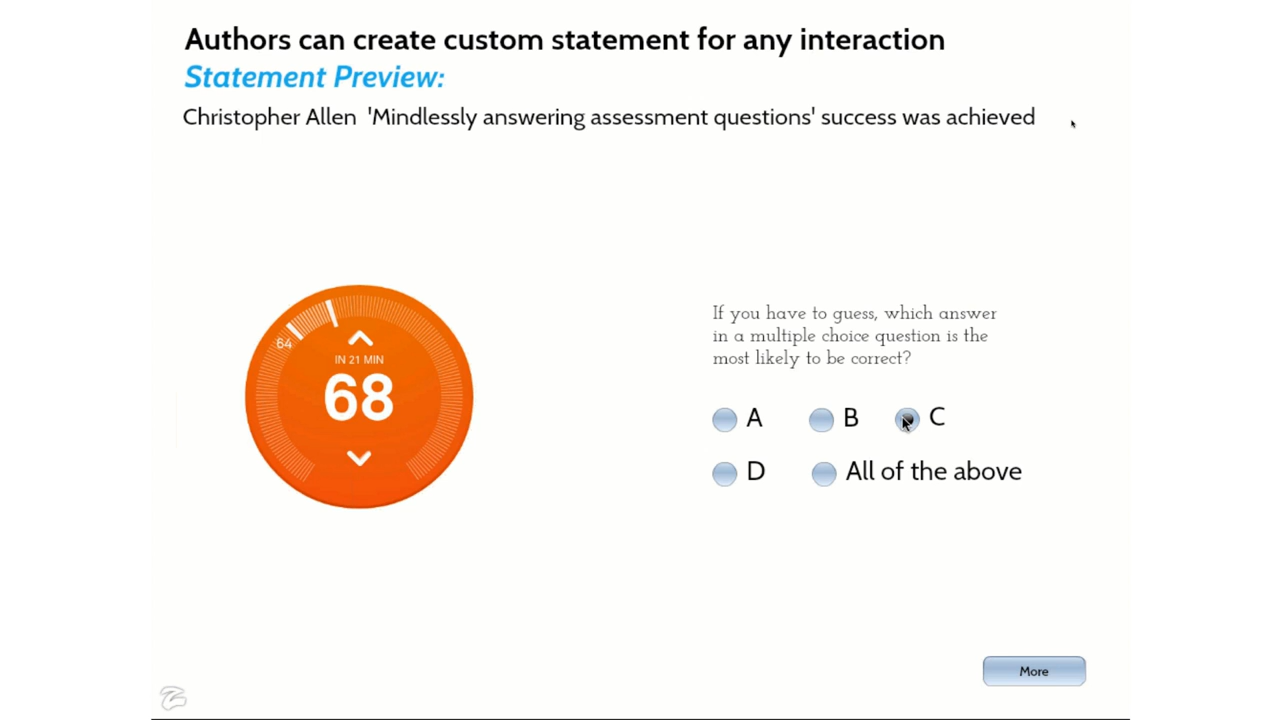 Authors can create custom statement for any interaction
Statement Preview:
Christopher Allen 'Mindlessly answering assessment questions' success was achieved
64
IN 21 MIN
68
If you have to guess, which answer
in a multiple choice question is the
most likely to be correct?
A B C
D All of the above
More